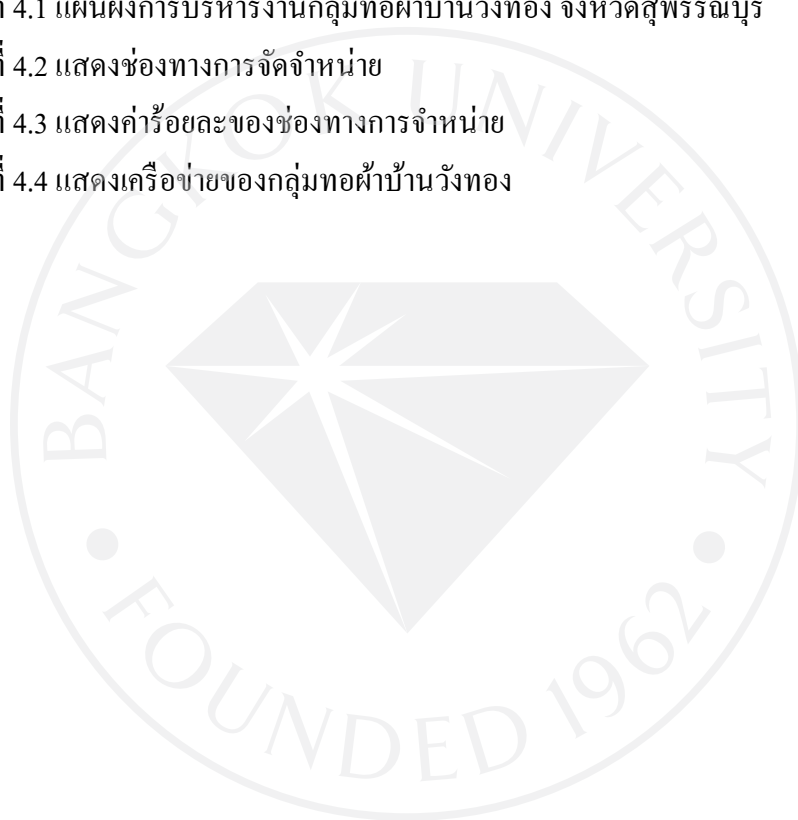 ที่ 4.1 แผนผังการบริหารงานกลุ่มทอผ้าบ้านวังทอง จังหวัดสุพรรณบุรี
ที่ 4.2 แสดงช่องทางการจัดจำหน่าย
ที่ 4.3 แสดงค่าร้อยละของช่องทางการจำหน่าย
ที่ 4.4 แสดงเครือข่ายของกลุ่มทอผ้าบ้านวังทอง
BANGKOK UNIVERSITY
FOUNDED 1962